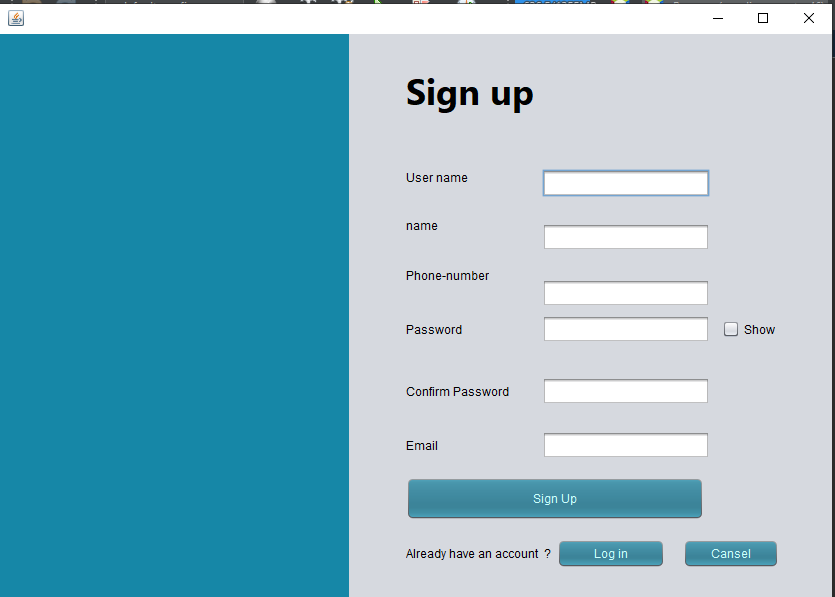 Sign up
User name
name
Phone-number
Password
Show
Confirm Password
Email
Sign Up
Already have an account ?
Log in
Cansel